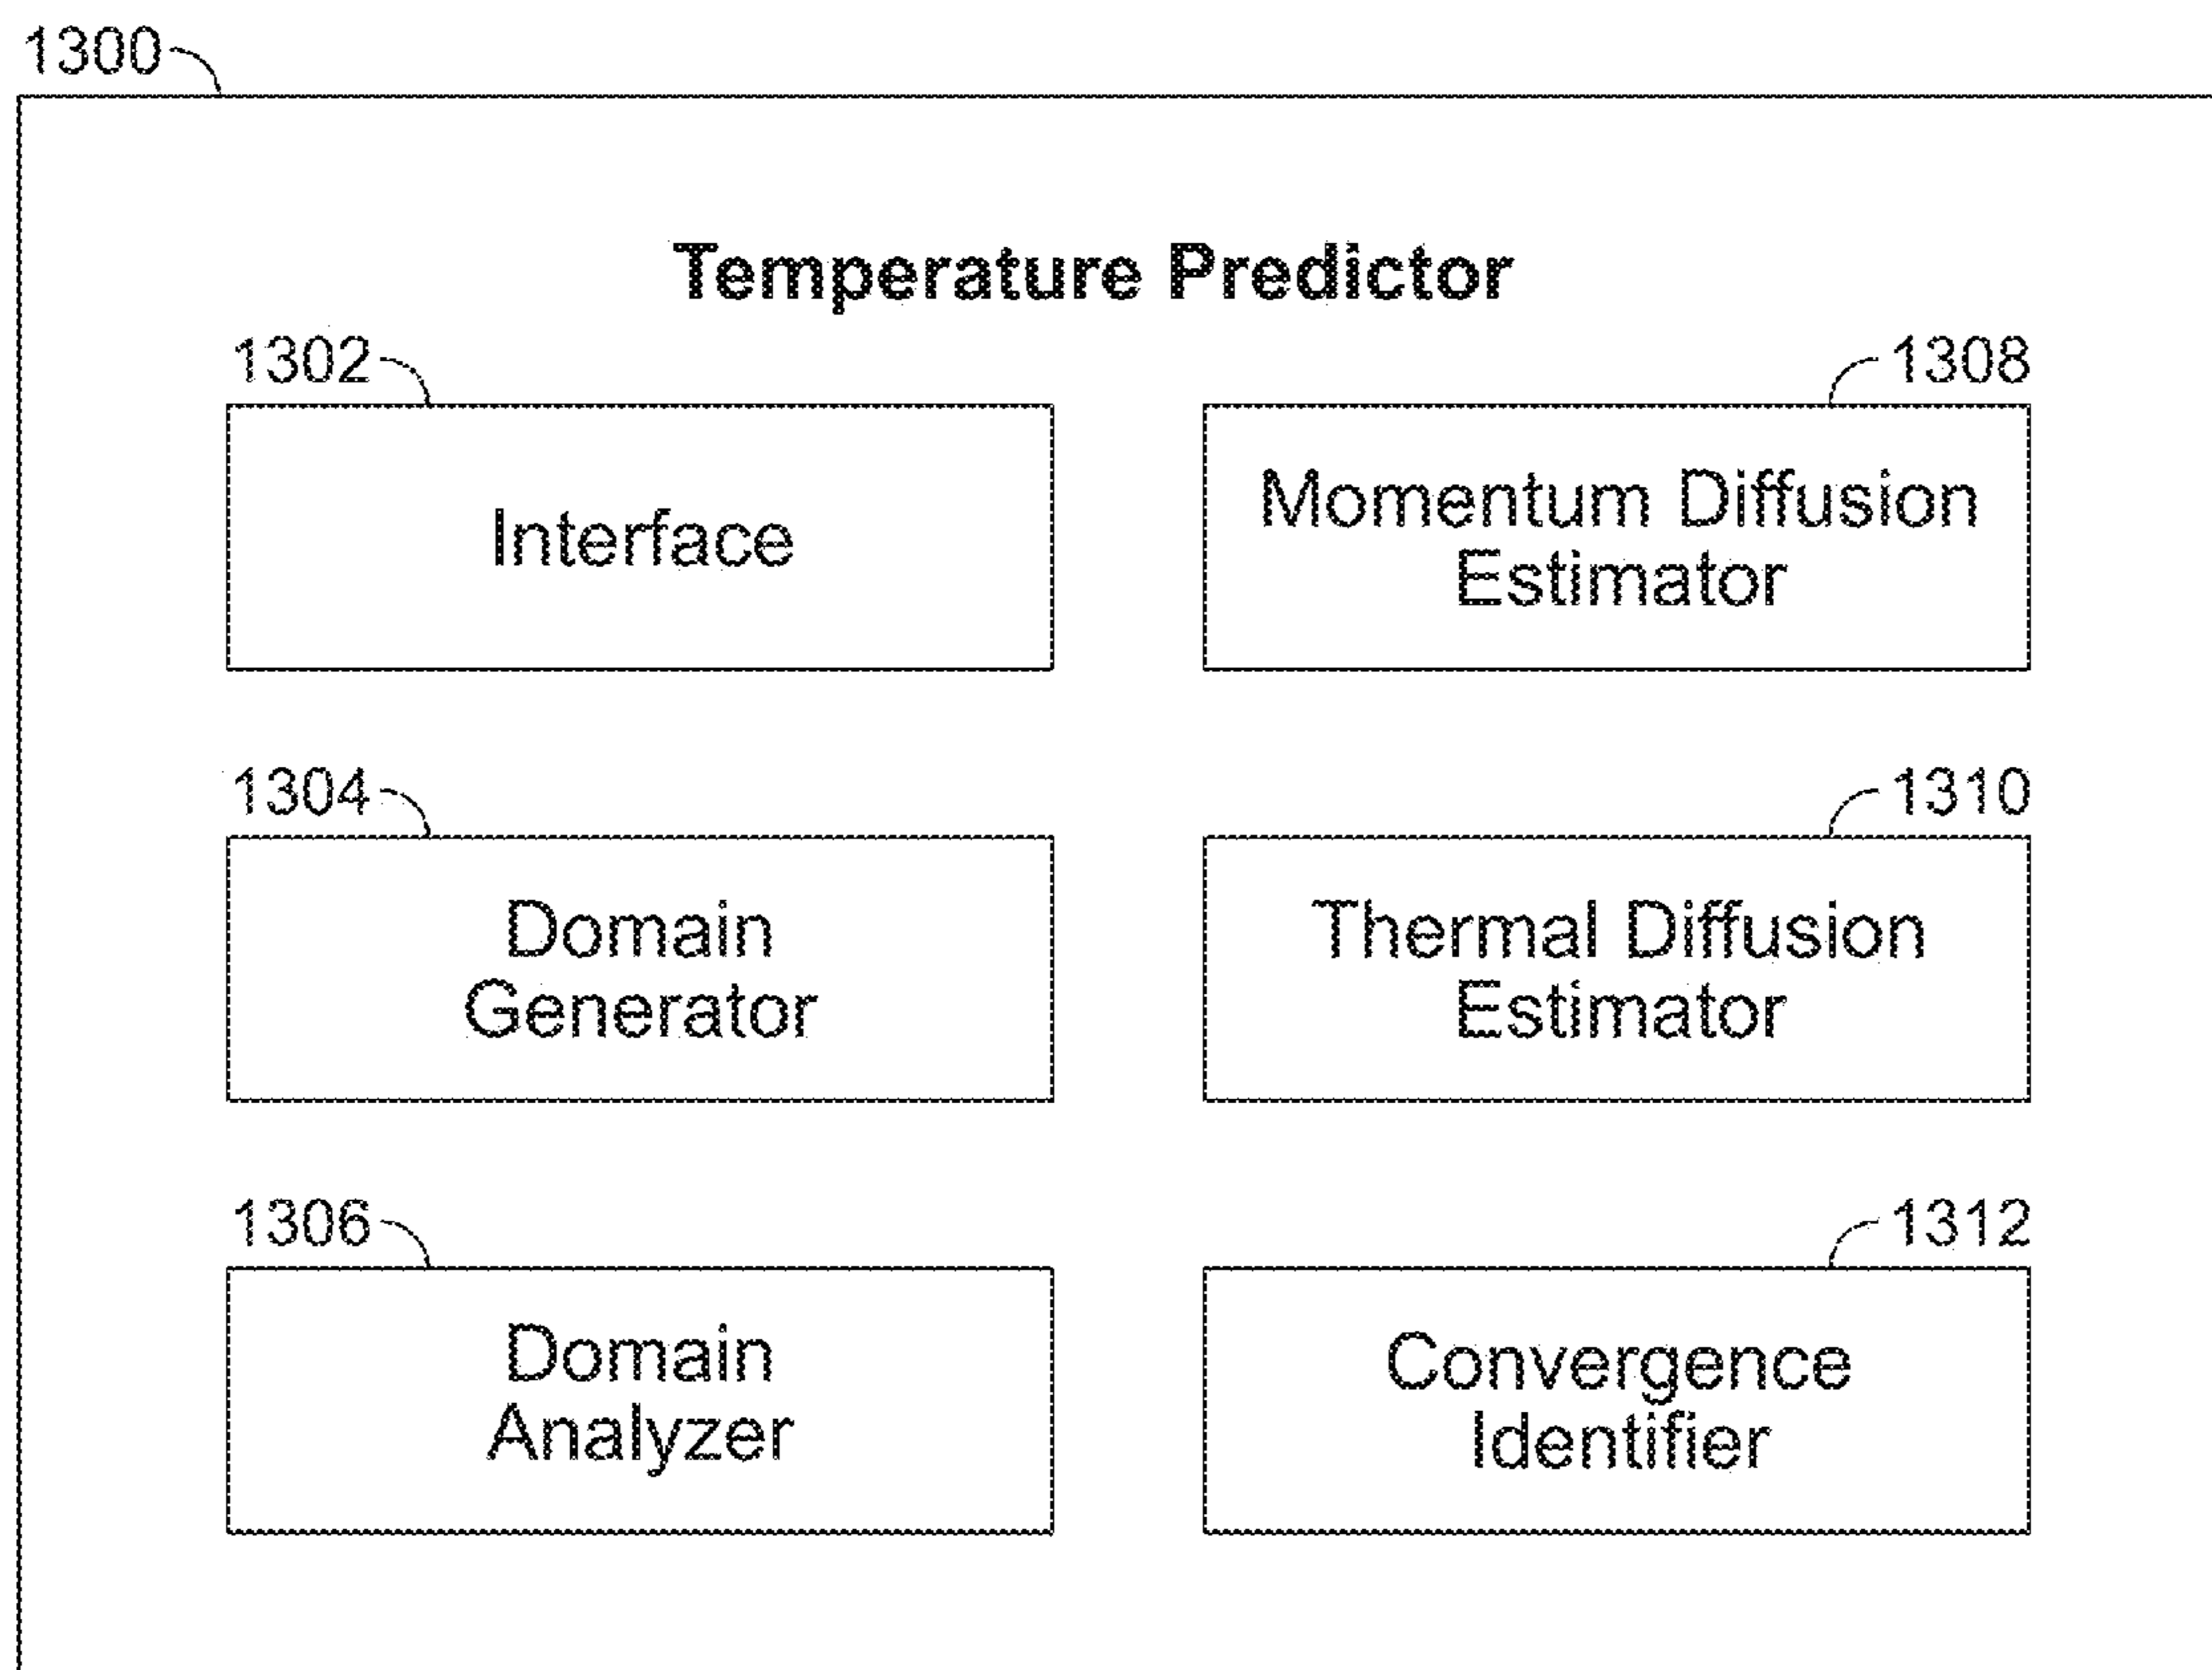 1300
Temperature Predictor
1302
Interface
1308
Momentum Diffusion
Estimator
1304
Domain
Generator
1310
Thermal Diffusion
Estimator
1306
Domain
Analyzer
1312
Convergence
Identifier